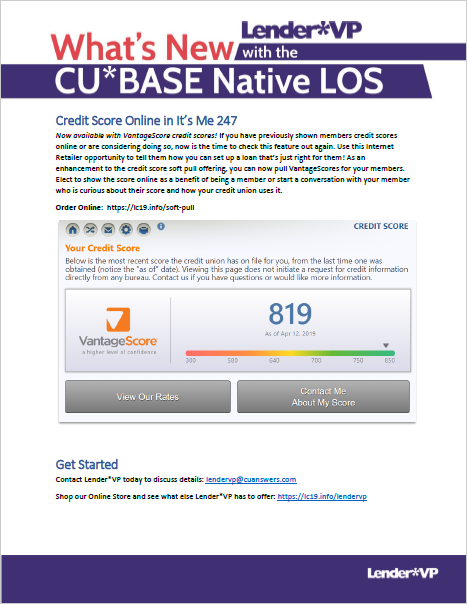 Lender*VP
What's New with the
CU*BASE Native LOS
Credit Score Online in It's Me 247
Now available with VantageScore credit scores! If you have previously shown members credit scores
online or are considering doing so, now is the time to check this feature out again. Use this Internet
Retailer opportunity to tell them how you can set up a loan that's just right for them! As an
enhancement to the credit score soft pull offering, you can now pull VantageScores for your members.
Elect to show the score online as a benefit of being a member or start a conversation with your member
who is curious about their score and how your credit union uses it.
Order Online: https://lc19.info/soft-pull
CREDIT SCORE
Your Credit Score
Below is the most recent score the credit union has on file for you, from the last time one was
obtained (notice the "as of" date). Viewing this page does not initiate a request for credit information
directly from any bureau. Contact us if you have questions or would like more information.
819
VantageScore
a higher level of confidence
As of Apr 12, 2019
300 580 640 700 750 850
View Our Rates
Contact Me
About My Score
Get Started
Contact Lender*VP today to discuss details: lendervp@cuanswers.com
Shop our Online Store and see what else Lender*VP has to offer: https://lc19.info/lendervp
Lender*VP